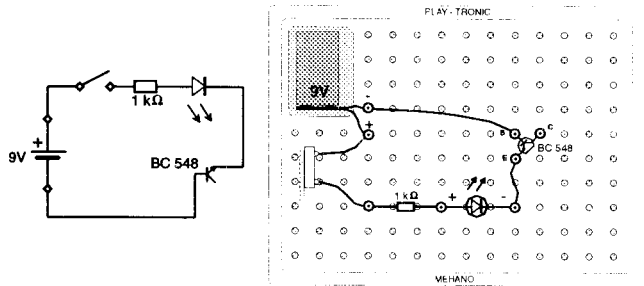 1 kΩ
+
9V
BC 548
PLAY - TRONIC
9V
-
+
B
C
E
BC 548
1 kΩ
+
-
MEHANO